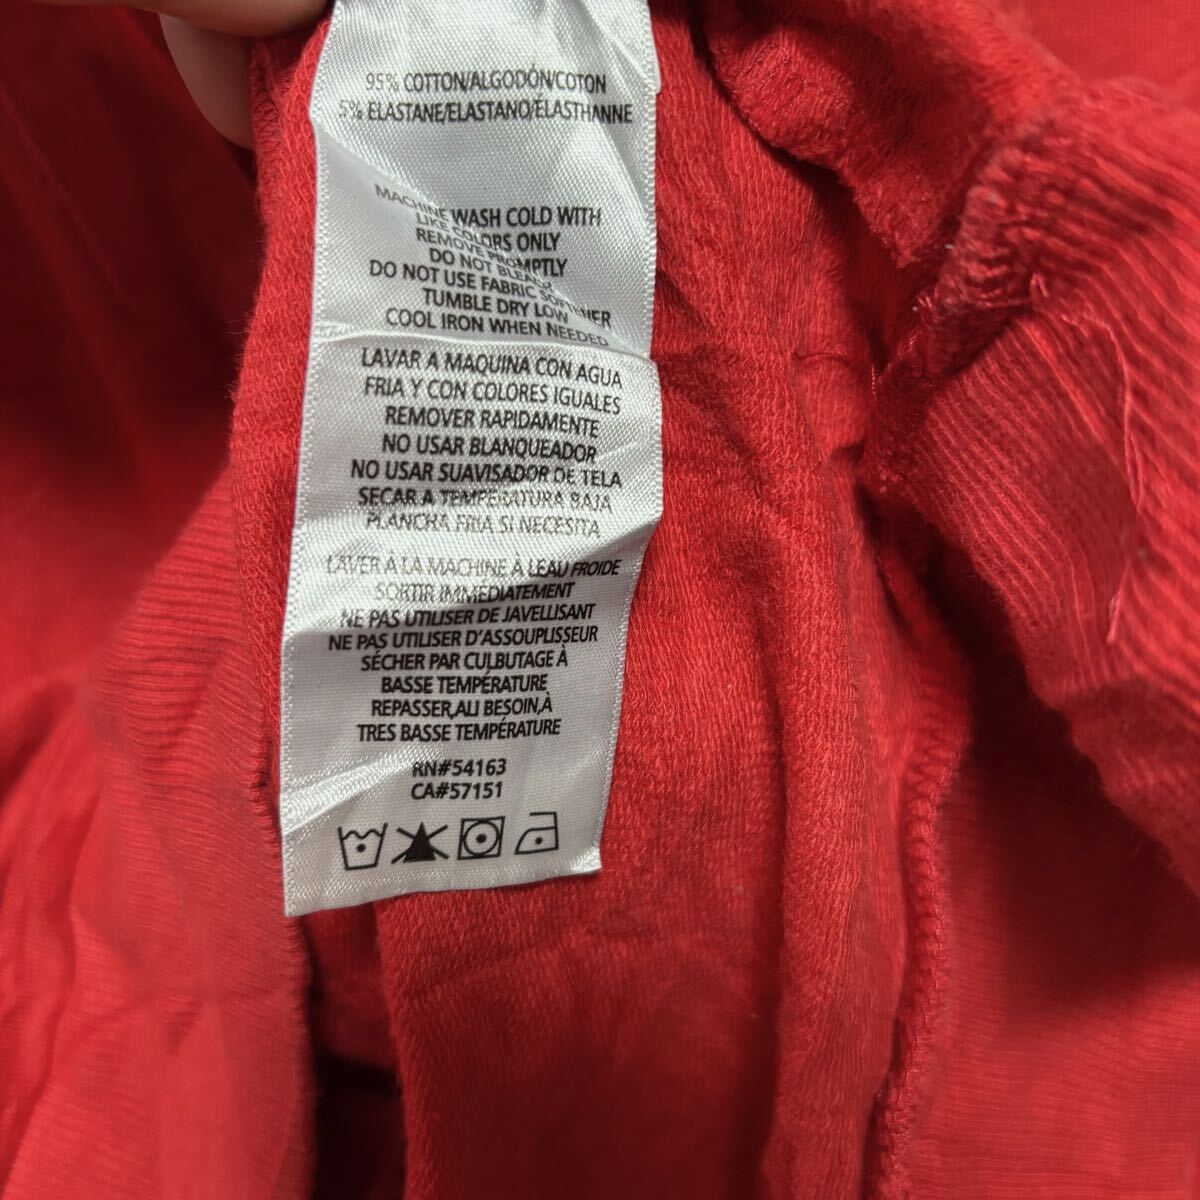 95% COTTON/ALGODÓN/COTON
5% ELASTANE/ELASTANO/ELASTHANNE
MACHINE WASH COLD WITH
LIKE COLORS ONLY
REMOVE PROMPTLY
DO NOT BLEACH
DO NOT USE FABRIC SOFTENER
TUMBLE DRY LOW
COOL IRON WHEN NEEDED
LAVAR A MAQUINA CON AGUA
FRIA Y CON COLORES IGUALES
REMOVER RAPIDAMENTE
NO USAR BLANQUEADOR
NO USAR SUAVISADOR DE TELA
SECAR A TEMPERATURA BAJA
PLANCHA FRIA SI NECESITA
LAVER À LA MACHINE À LEAU FROIDE
SORTIR IMMEDIATEMENT
NE PAS UTILISER DE JAVELLISANT
NE PAS UTILISER D'ASSOUPLISSEUR
SÉCHER PAR CULBUTAGE À
BASSE TEMPÉRATURE
REPASSER,ALI BESOIN,À
TRES BASSE TEMPÉRATURE
RN#54163
CA#57151